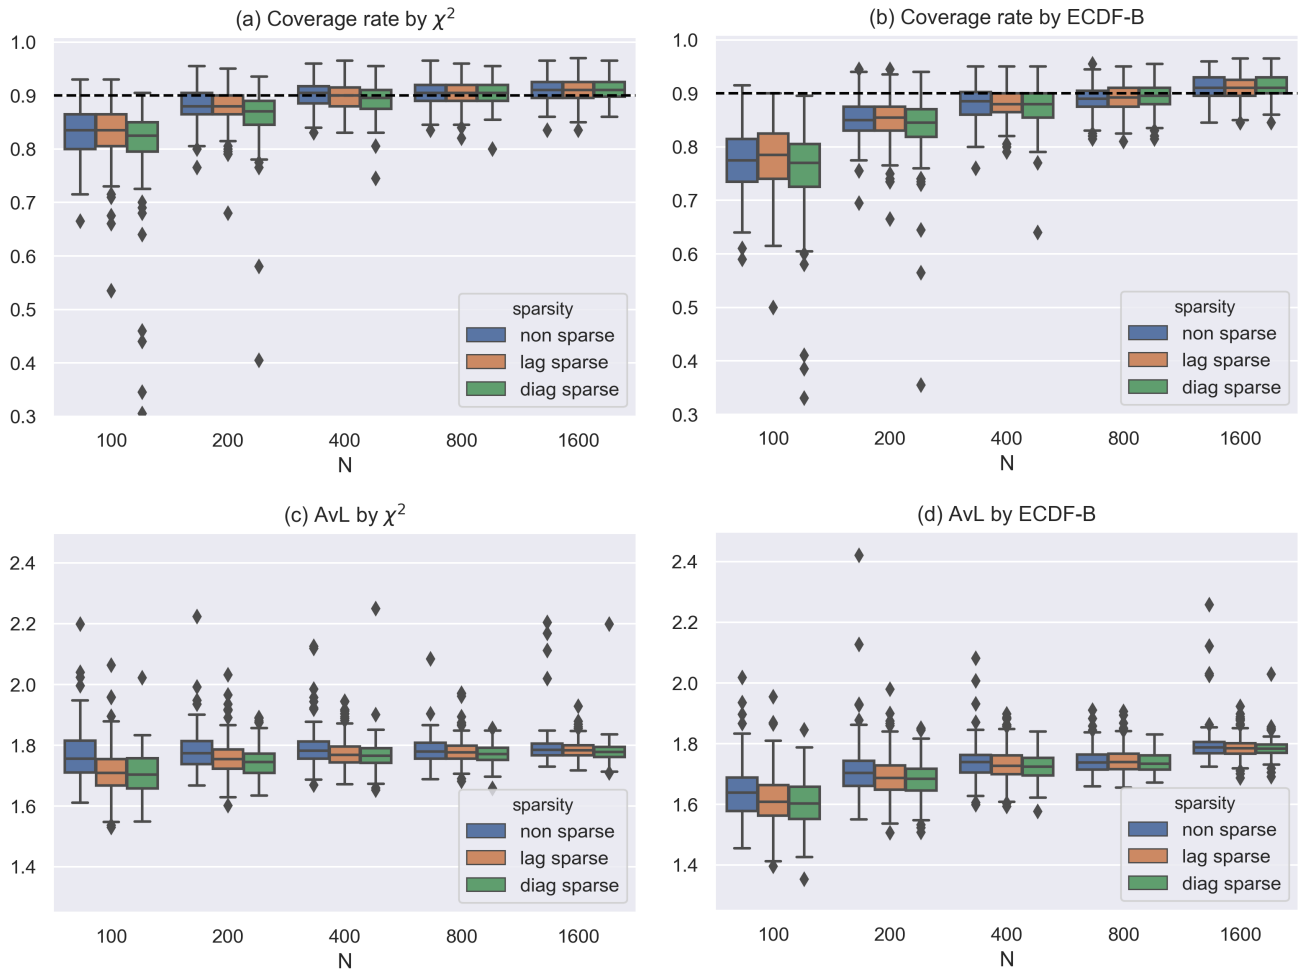 (a) Coverage rate by χ²
1.0
0.9
0.8
0.7
0.6
0.5
0.4
0.3
100 200 400 800 1600
N
sparsity
non sparse
lag sparse
diag sparse
(b) Coverage rate by ECDF-B
1.0
0.9
0.8
0.7
0.6
0.5
0.4
0.3
100 200 400 800 1600
N
sparsity
non sparse
lag sparse
diag sparse
(c) AvL by χ²
2.4
2.2
2.0
1.8
1.6
1.4
100 200 400 800 1600
N
sparsity
non sparse
lag sparse
diag sparse
(d) AvL by ECDF-B
2.4
2.2
2.0
1.8
1.6
1.4
100 200 400 800 1600
N
sparsity
non sparse
lag sparse
diag sparse